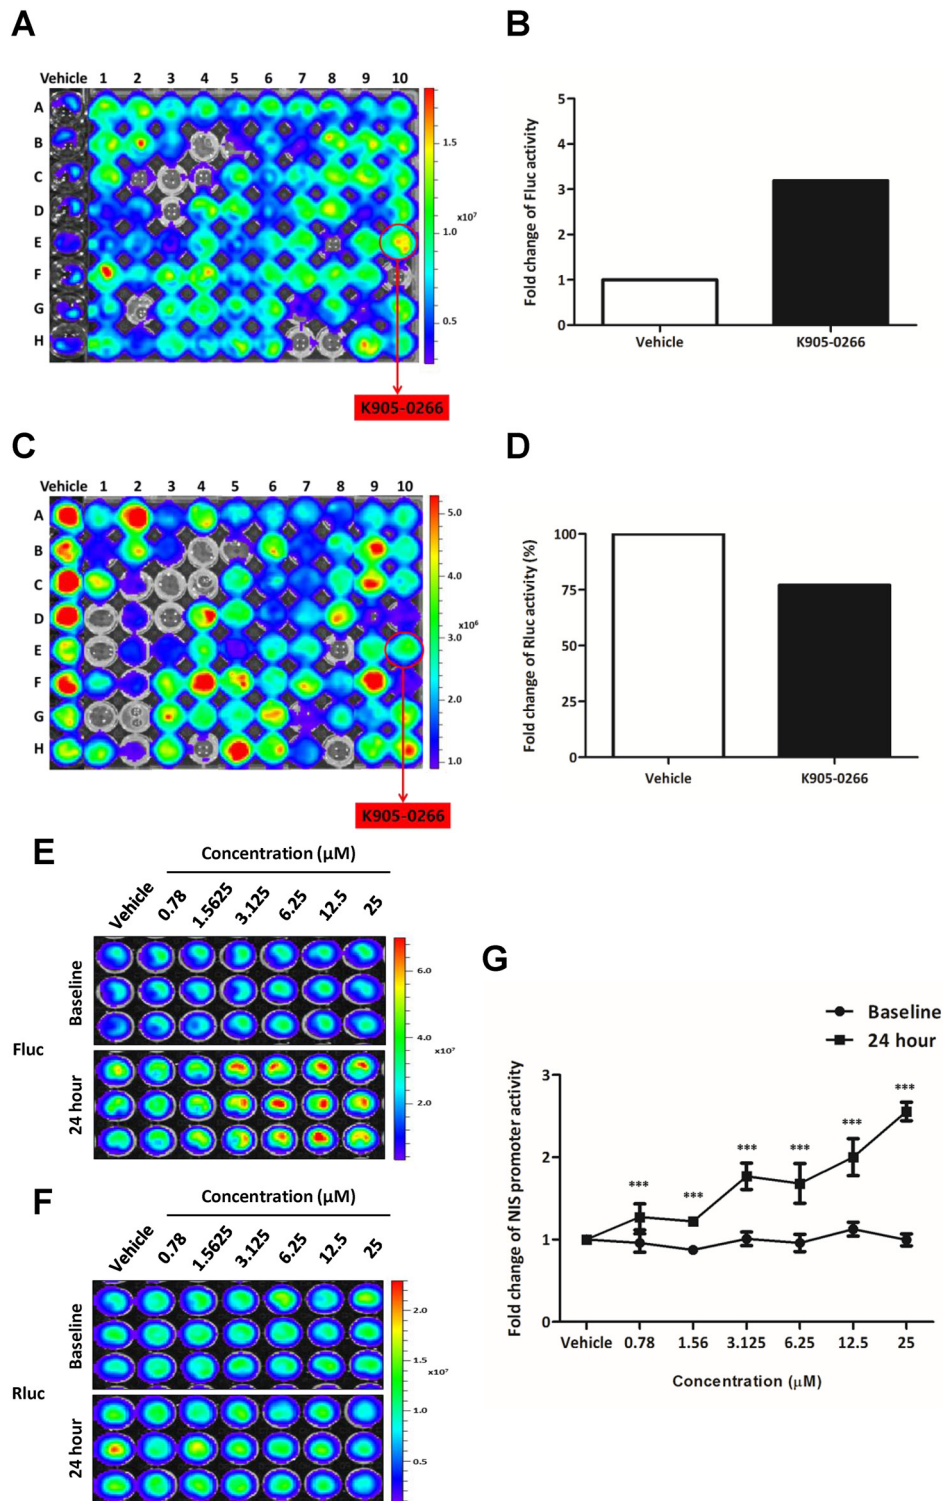 A
Vehicle 1 2 3 4 5 6 7 8 9 10
A
B
C
D
E
F
G
H
1.5
x10⁷
1.0
0.5
K905-0266
B
Fold change of Fluc activity
5
4
3
2
1
0
Vehicle K905-0266
C
Vehicle 1 2 3 4 5 6 7 8 9 10
A
B
C
D
E
F
G
H
5.0
4.0
x10⁶
3.0
2.0
1.0
K905-0266
D
Fold change of Rluc activity (%)
100
75
50
25
0
Vehicle K905-0266
E
Concentration (μM)
Vehicle 0.78 1.5625 3.125 6.25 12.5 25
Fluc
Baseline
24 hour
6.0
4.0
x10⁷
2.0
F
Concentration (μM)
Vehicle 0.78 1.5625 3.125 6.25 12.5 25
Rluc
Baseline
24 hour
2.0
1.5
x10⁷
1.0
0.5
G
Baseline
24 hour
Fold change of NIS promoter activity
3
2
1
0
*** *** *** *** *** ***
Vehicle 0.78 1.56 3.125 6.25 12.5 25
Concentration (μM)